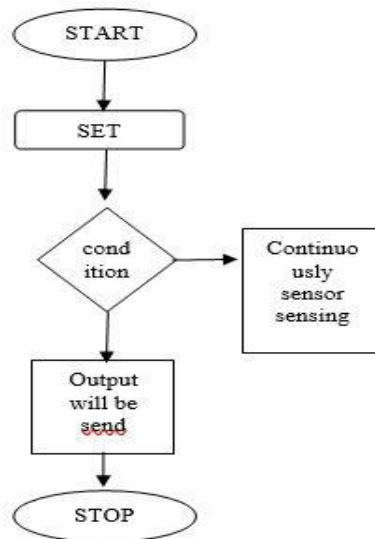 START
SET
cond
ition
Continuo
usly
sensor
sensing
Output
will be
send
STOP